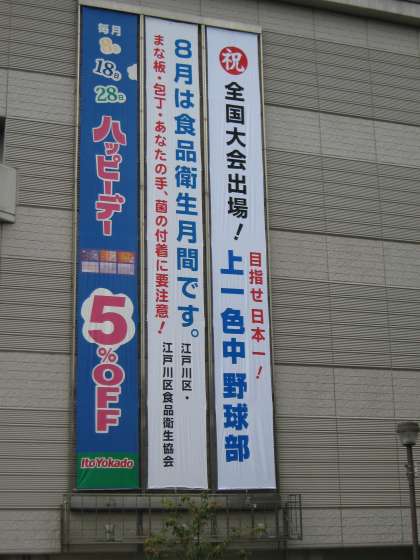 毎月
8日
18日
28日
ハッピーデー
5%OFF
ItoYokado
8月は食品衛生月間です。
まな板・包丁・あなたの手、菌の付着に要注意！
江戸川区・
江戸川区食品衛生協会
祝
全国大会出場！
目指せ日本一！
上一色中野球部